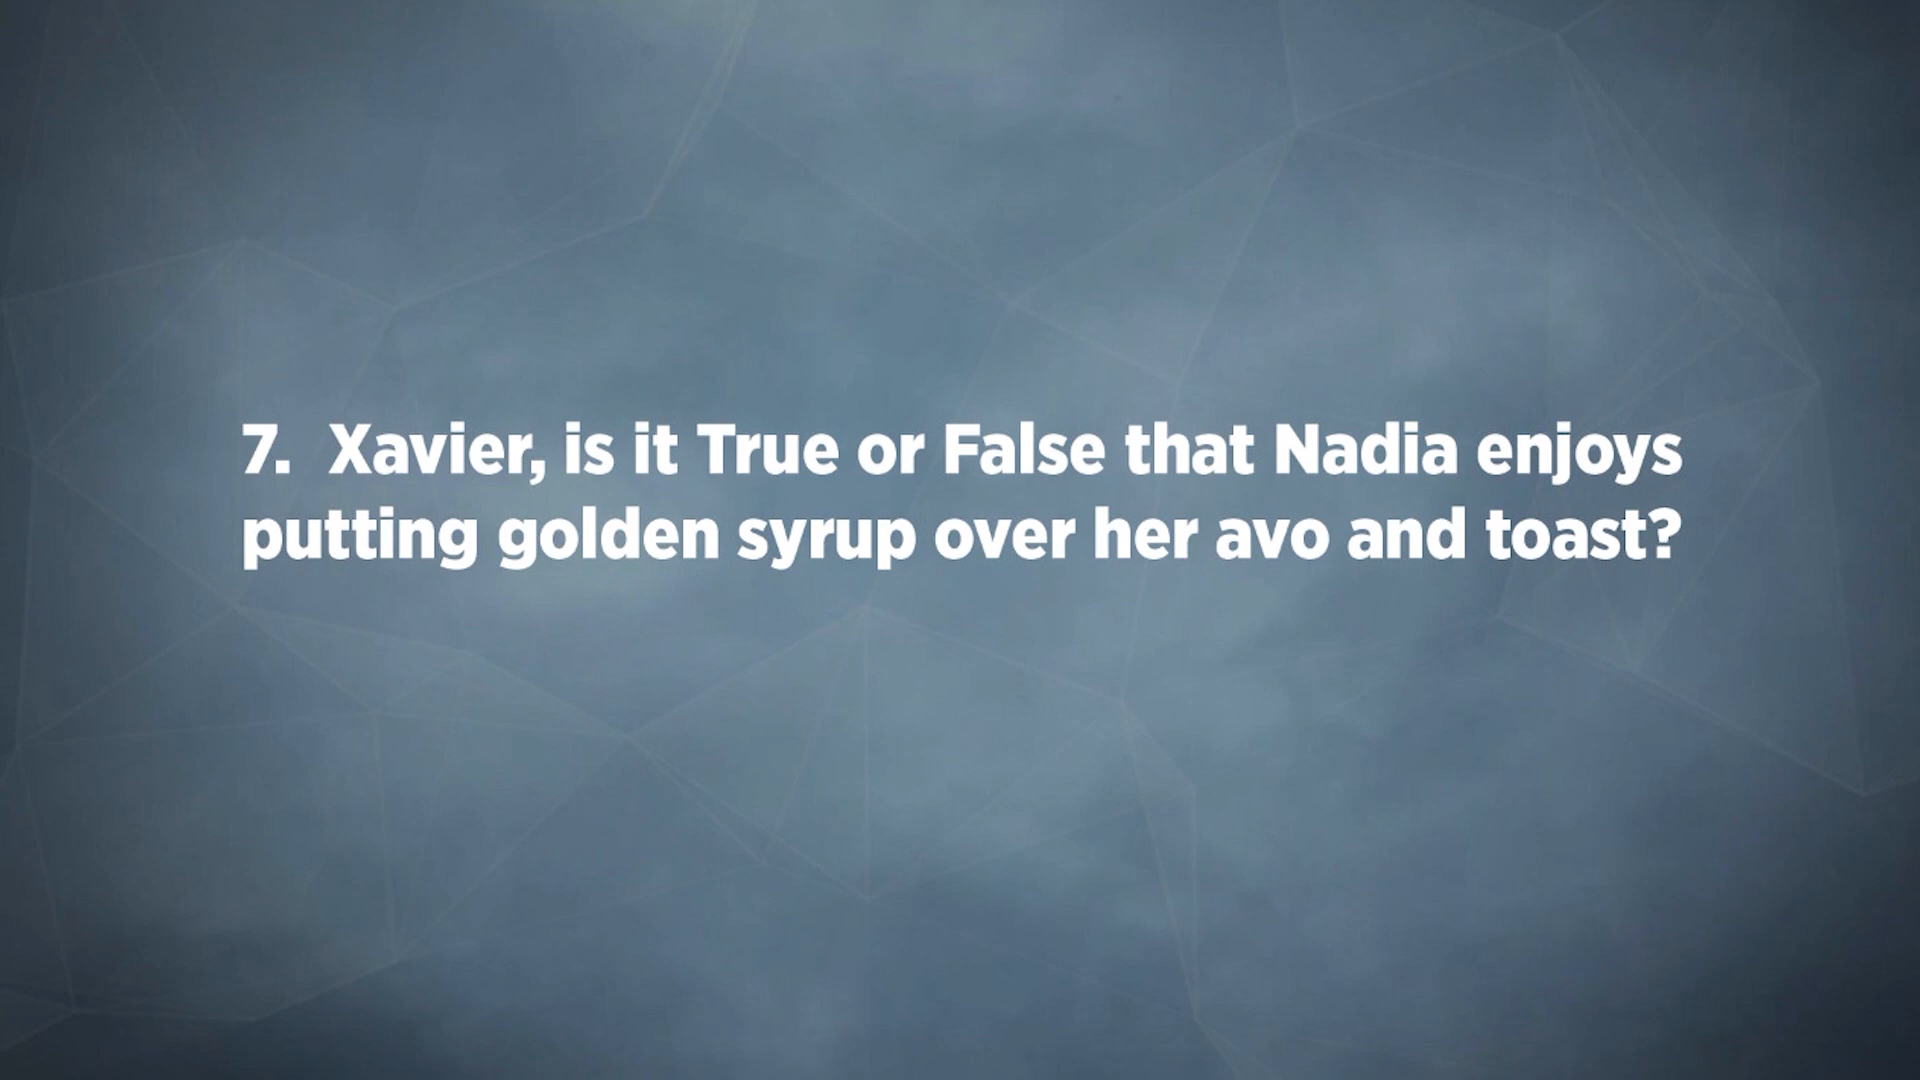 7.  Xavier, is it True or False that Nadia enjoys
putting golden syrup over her avo and toast?